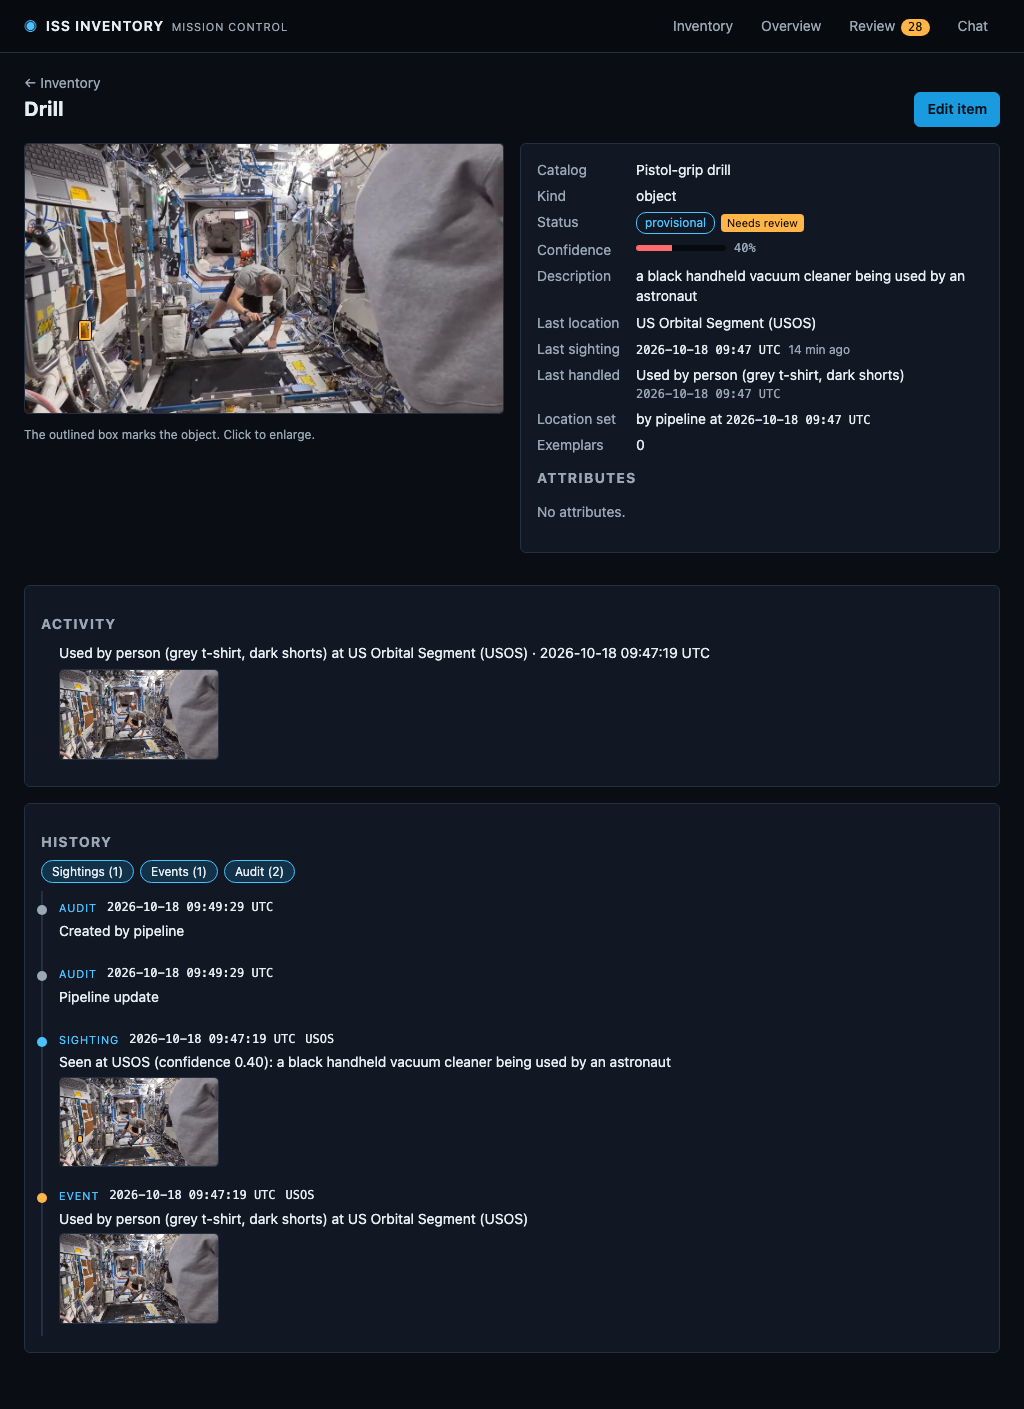 ISS INVENTORY MISSION CONTROL
Inventory Overview Review 28 Chat
← Inventory
Drill
Edit item
The outlined box marks the object. Click to enlarge.
Catalog Pistol-grip drill
Kind object
Status provisional Needs review
Confidence 40%
Description a black handheld vacuum cleaner being used by an
astronaut
Last location US Orbital Segment (USOS)
Last sighting 2026-10-18 09:47 UTC 14 min ago
Last handled Used by person (grey t-shirt, dark shorts)
2026-10-18 09:47 UTC
Location set by pipeline at 2026-10-18 09:47 UTC
Exemplars 0
ATTRIBUTES
No attributes.
ACTIVITY
Used by person (grey t-shirt, dark shorts) at US Orbital Segment (USOS) · 2026-10-18 09:47:19 UTC
HISTORY
Sightings (1) Events (1) Audit (2)
AUDIT 2026-10-18 09:49:29 UTC
Created by pipeline
AUDIT 2026-10-18 09:49:29 UTC
Pipeline update
SIGHTING 2026-10-18 09:47:19 UTC USOS
Seen at USOS (confidence 0.40): a black handheld vacuum cleaner being used by an astronaut
EVENT 2026-10-18 09:47:19 UTC USOS
Used by person (grey t-shirt, dark shorts) at US Orbital Segment (USOS)